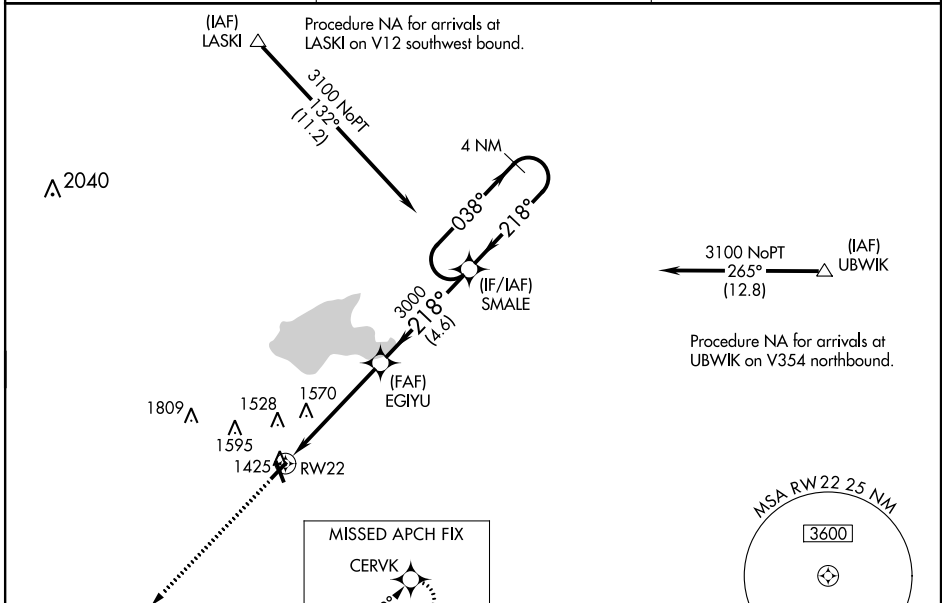 (IAF)
LASKI
Procedure NA for arrivals at
LASKI on V12 southwest bound.
3100 NoPT
132°
(11.2)
4 NM
2040
038°
218°
3100 NoPT
265°
(12.8)
(IAF)
UBWIK
(IF/IAF)
SMALE
3000
218°
(4.6)
Procedure NA for arrivals at
UBWIK on V354 northbound.
(FAF)
EGIYU
1809
1528
1570
1595
1425
RW22
MISSED APCH FIX
CERVK
MSA RW22 25 NM
3600